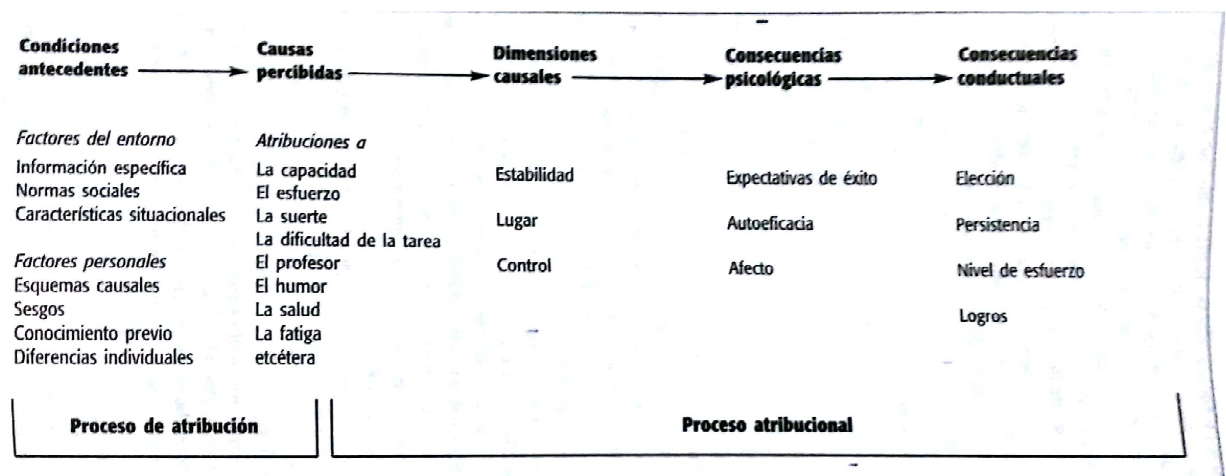 Condiciones
antecedentes
Causas
percibidas
Dimensiones
causales
Consecuencias
psicológicas
Consecuencias
conductuales
Factores del entorno
Información específica
Normas sociales
Características situacionales
Factores personales
Esquemas causales
Sesgos
Conocimiento previo
Diferencias individuales
Atribuciones a
La capacidad
El esfuerzo
La suerte
La dificultad de la tarea
El profesor
El humor
La salud
La fatiga
etcétera
Estabilidad
Lugar
Control
Expectativas de éxito
Autoeficacia
Afecto
Elección
Persistencia
Nivel de esfuerzo
Logros
Proceso de atribución
Proceso atribucional